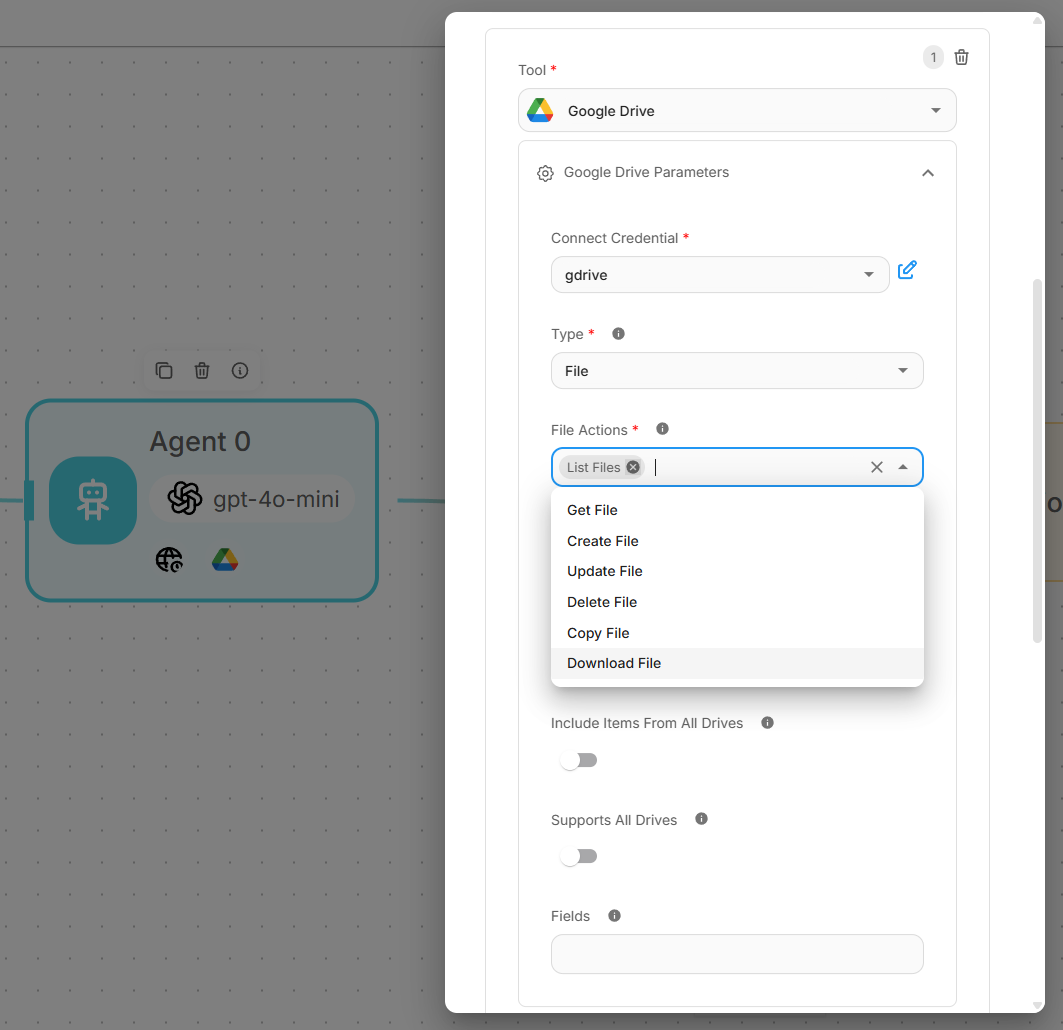 1
Tool *
Google Drive
Google Drive Parameters
Connect Credential *
gdrive
Type *
File
File Actions *
List Files
Get File
Create File
Update File
Delete File
Copy File
Download File
Include Items From All Drives
Supports All Drives
Fields
Agent 0
gpt-4o-mini